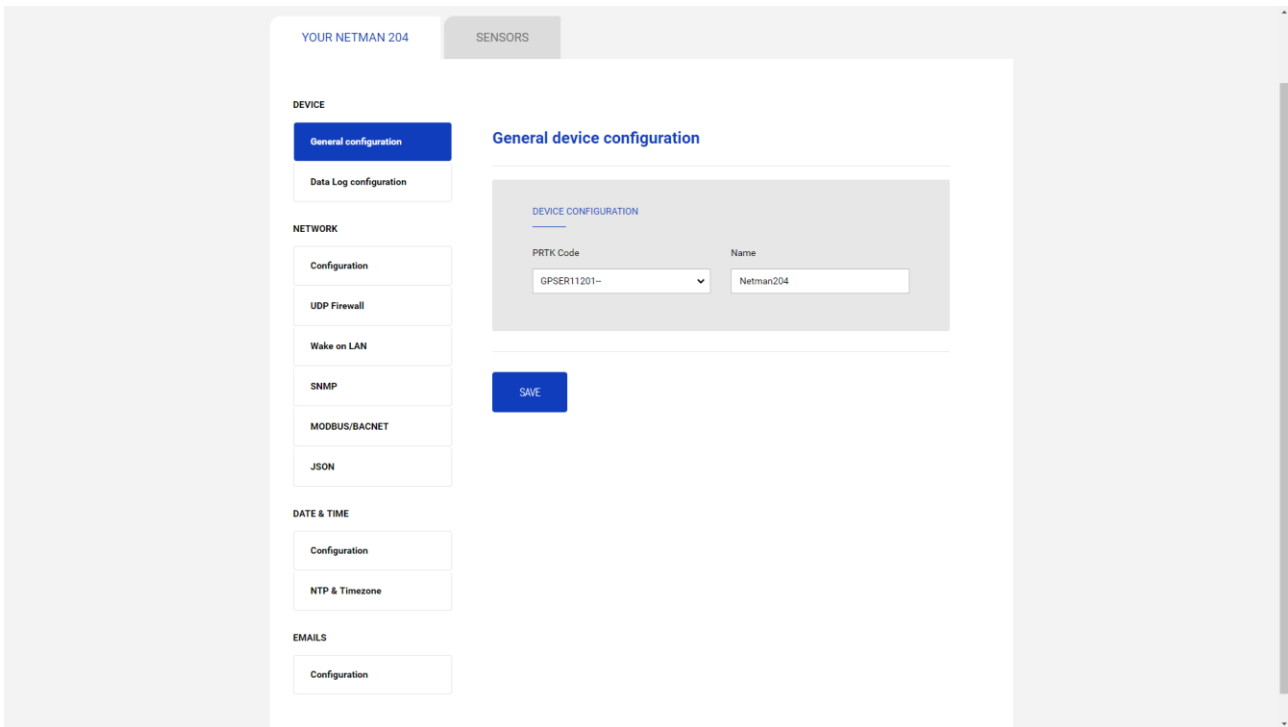 YOUR NETMAN 204
SENSORS
DEVICE
General configuration
Data Log configuration
NETWORK
Configuration
UDP Firewall
Wake on LAN
SNMP
MODBUS/BACNET
JSON
DATE & TIME
Configuration
NTP & Timezone
EMAILS
Configuration
General device configuration
DEVICE CONFIGURATION
PRTK Code
Name
GPSER11201--
Netman204
SAVE